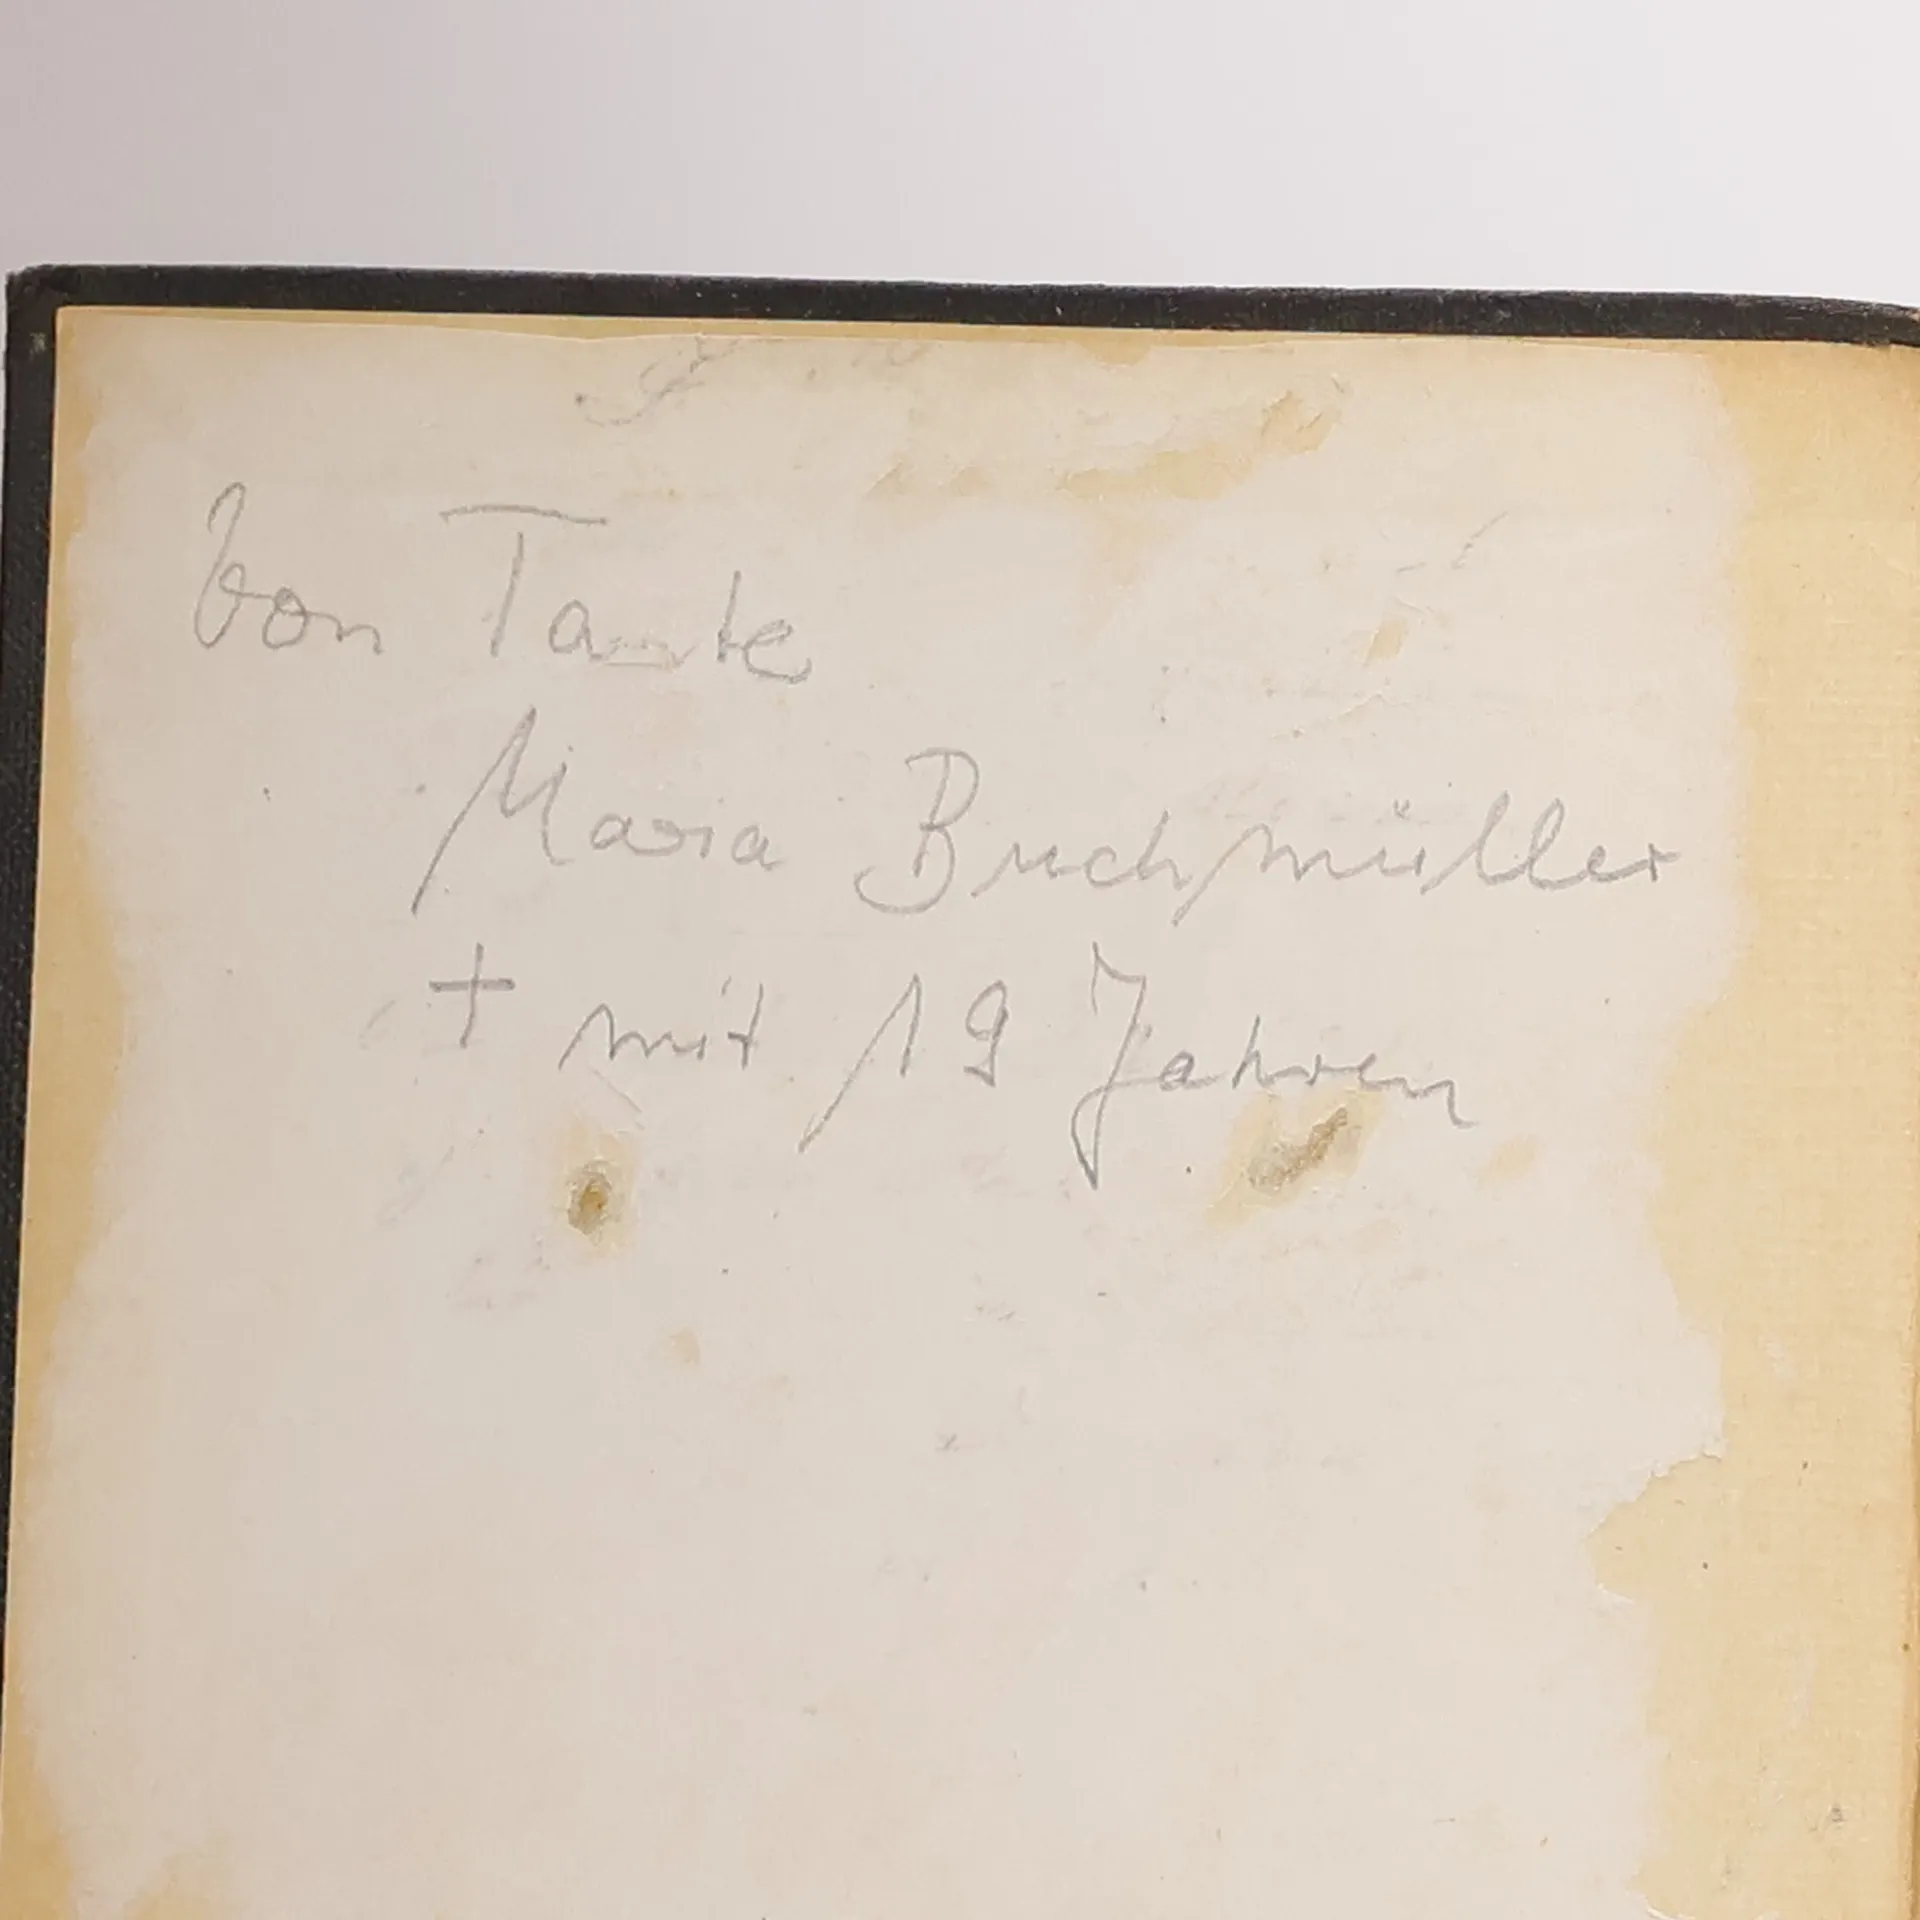 Von Tante
Maria Buchmüller
+ mit 19 Jahren